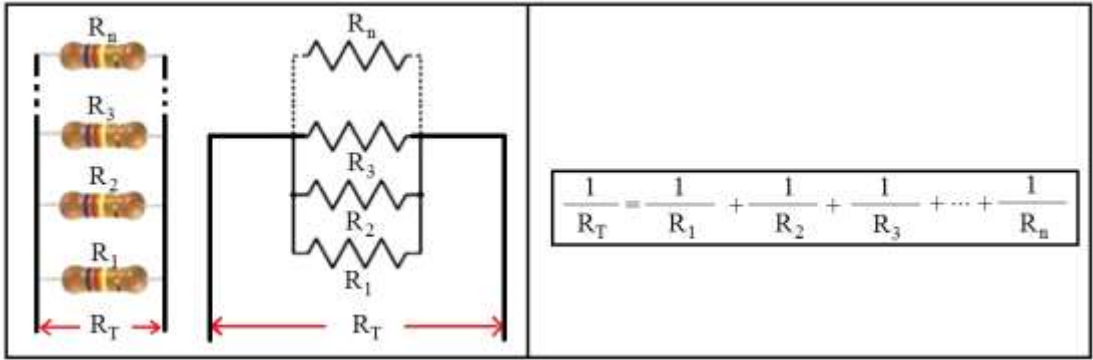 Rn
R3
R2
R1
RT
Rn
R3
R2
R1
RT
1/RT = 1/R1 + 1/R2 + 1/R3 + ... + 1/Rn